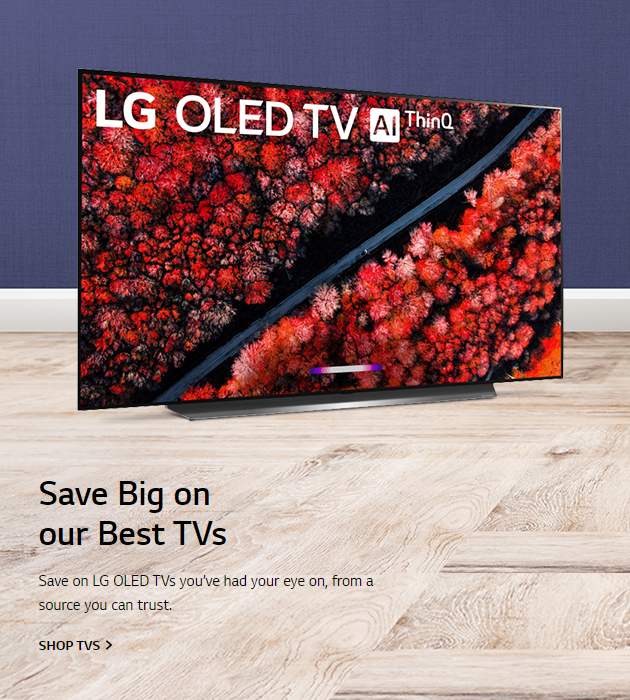 LG OLED TV AI ThinQ
Save Big on
our Best TVs
Save on LG OLED TVs you've had your eye on, from a
source you can trust.
SHOP TVS >